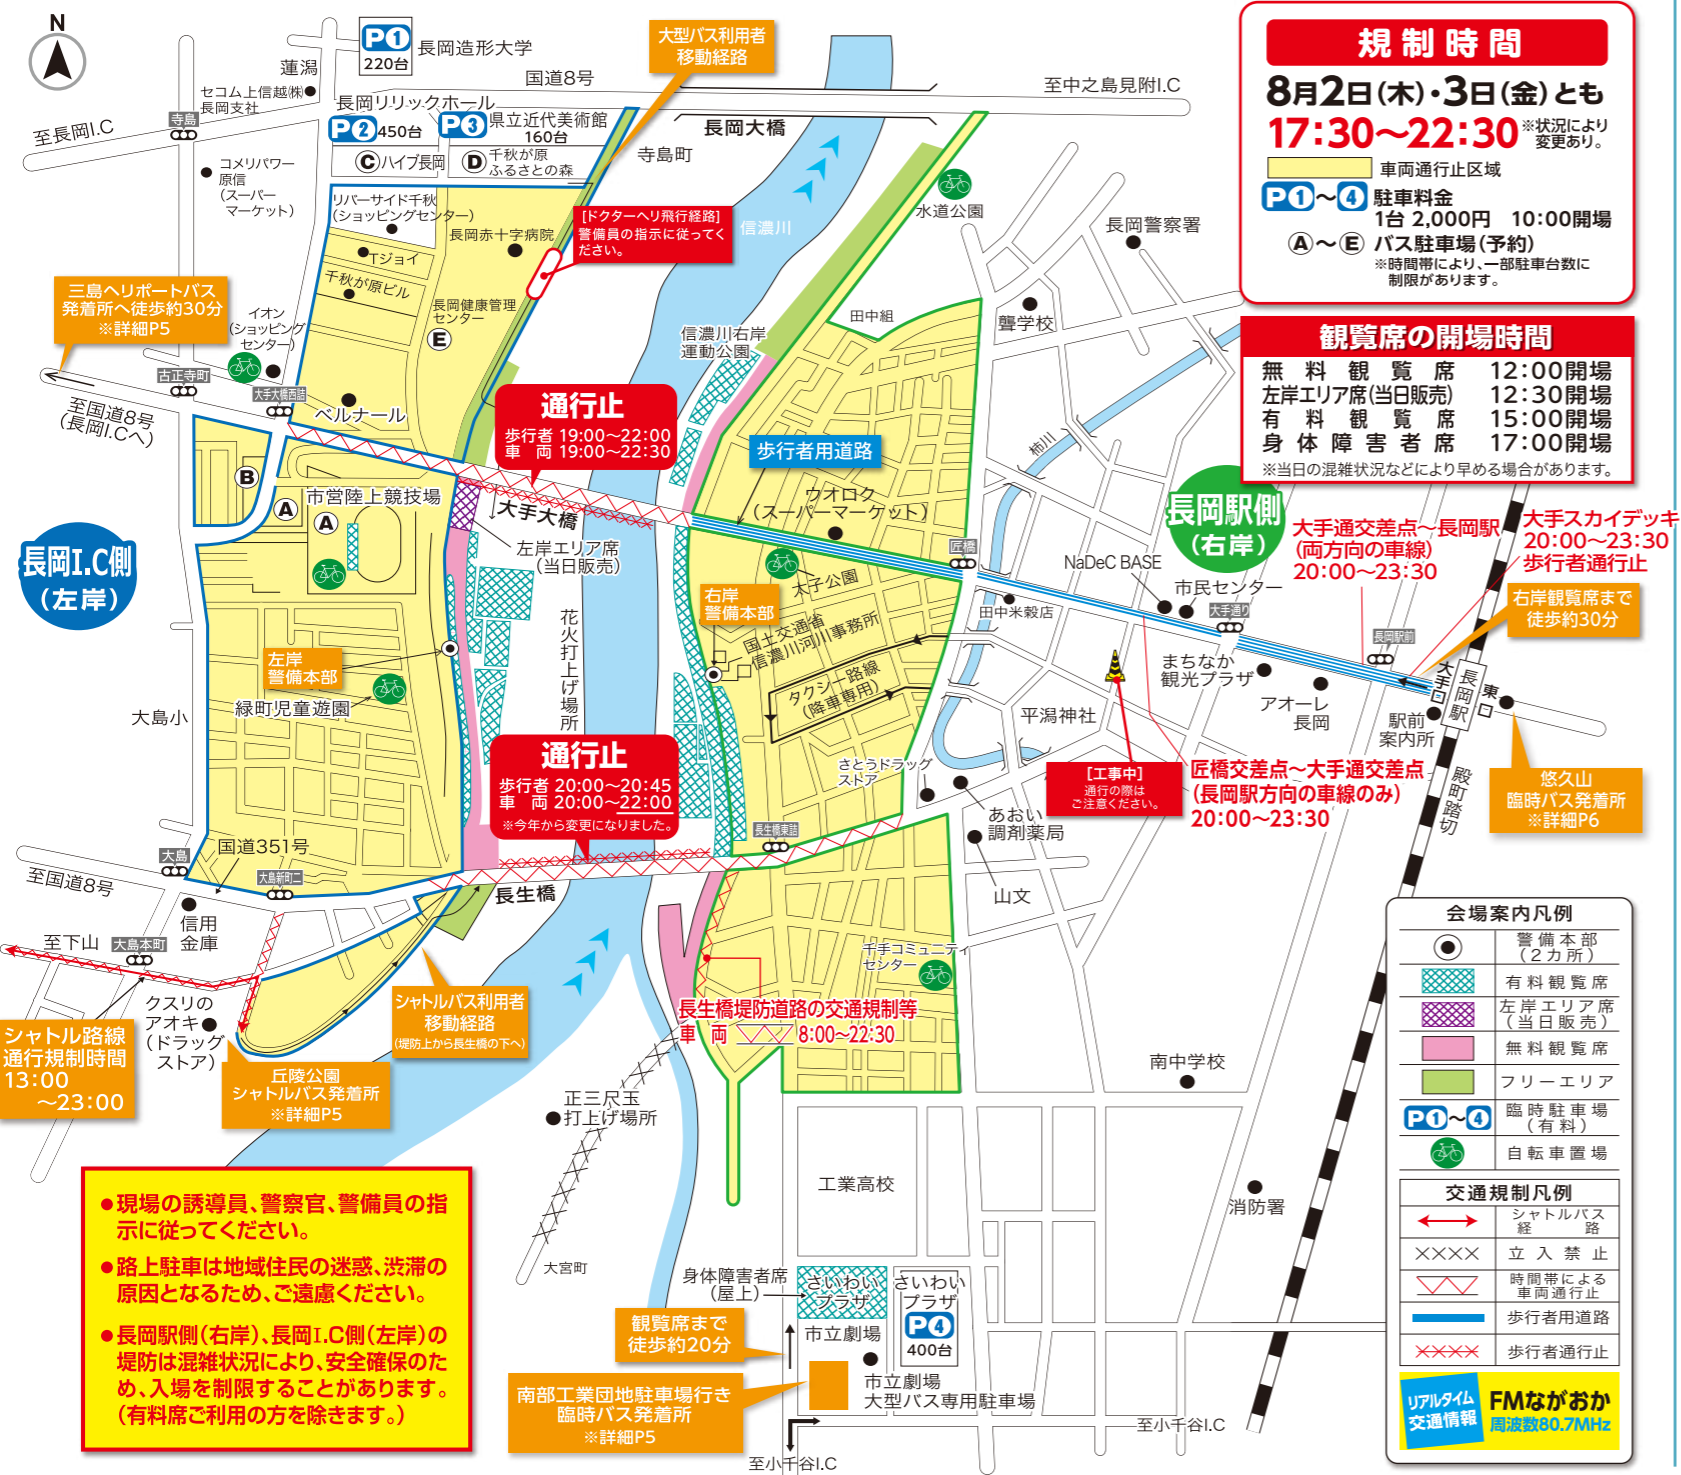 N
P1
220台
長岡造形大学
蓮潟
セコム上信越㈱
長岡支社
寺島
至長岡I.C
国道8号
大型バス利用者
移動経路
至中之島見附I.C
長岡大橋
長岡リリックホール
P2 450台
P3 県立近代美術館
160台
Ⓒハイブ長岡
Ⓓ千秋が原
ふるさとの森
寺島町
コメリパワー
原信
(スーパー
マーケット)
リバーサイド千秋
(ショッピングセンター)
Tジョイ
千秋が原ビル
長岡赤十字病院
[ドクターヘリ飛行経路]
警備員の指示に従ってく
ださい。
信濃川
水道公園
長岡警察署
三島ヘリポートバス
発着所へ徒歩約30分
※詳細P5
イオン
(ショッピング
センター)
長岡健康管理
センター
Ⓔ
古正寺町
大手大橋西詰
至国道8号
(長岡I.Cへ)
ベルナール
信濃川右岸
運動公園
田中組
聾学校
柿川
通行止
歩行者 19:00〜22:00
車 両 19:00〜22:30
歩行者用道路
規制時間
8月2日(木)・3日(金)とも
17:30〜22:30
※状況により
変更あり。
車両通行止区域
P1〜4 駐車料金
1台 2,000円 10:00開場
Ⓐ〜Ⓔ バス駐車場(予約)
※時間帯により、一部駐車台数に
制限があります。
観覧席の開場時間
無料観覧席 12:00開場
左岸エリア席(当日販売) 12:30開場
有料観覧席 15:00開場
身体障害者席 17:00開場
※当日の混雑状況などにより早める場合があります。
Ⓑ
Ⓐ
Ⓐ
市営陸上競技場
大手大橋
左岸エリア席
(当日販売)
ウオロク
(スーパーマーケット)
長岡I.C側
(左岸)
長岡駅側
(右岸)
大手通交差点〜長岡駅
(両方向の車線)
20:00〜23:30
大手スカイデッキ
20:00〜23:30
歩行者通行止
匠橋
NaDeC BASE
市民センター
大手通り
田中米穀店
太子公園
右岸
警備本部
国土交通省
信濃川河川事務所
タクシー路線
(降車専用)
花火打上げ場所
左岸
警備本部
緑町児童遊園
大島小
右岸観覧席まで
徒歩約30分
長岡駅前
まちなか
観光プラザ
アオーレ
長岡
大手口
長岡駅
東口
駅前
案内所
平潟神社
殿町踏切
悠久山
臨時バス発着所
※詳細P6
[工事中]
通行の際は
ご注意ください。
匠橋交差点〜大手通交差点
(長岡駅方向の車線のみ)
20:00〜23:30
さとうドラッグ
ストア
あおい
調剤薬局
山文
通行止
歩行者 20:00〜20:45
車 両 20:00〜22:00
※今年から変更になりました。
長生橋東詰
長生橋
大島
国道351号
大島新町二
至国道8号
信用
金庫
至下山
大島本町
クスリの
アオキ
(ドラッグ
ストア)
シャトル路線
通行規制時間
13:00
〜23:00
シャトルバス利用者
移動経路
(堤防上から長生橋の下へ)
丘陵公園
シャトルバス発着所
※詳細P5
千手コミュニティ
センター
長生橋堤防道路の交通規制等
車 両 8:00〜22:30
正三尺玉
打上げ場所
南中学校
工業高校
消防署
大宮町
身体障害者席
(屋上)
さいわい
プラザ
さいわい
プラザ
P4
400台
市立劇場
市立劇場
大型バス専用駐車場
観覧席まで
徒歩約20分
南部工業団地駐車場行き
臨時バス発着所
※詳細P5
至小千谷I.C
至小千谷I.C
●現場の誘導員、警察官、警備員の指
示に従ってください。
●路上駐車は地域住民の迷惑、渋滞の
原因となるため、ご遠慮ください。
●長岡駅側(右岸)、長岡I.C側(左岸)の
堤防は混雑状況により、安全確保のた
め、入場を制限することがあります。
(有料席ご利用の方を除きます。)
会場案内凡例
警備本部
(2カ所)
有料観覧席
左岸エリア席
(当日販売)
無料観覧席
フリーエリア
P1〜4 臨時駐車場
(有料)
自転車置場
交通規制凡例
シャトルバス
経路
立入禁止
時間帯による
車両通行止
歩行者用道路
歩行者通行止
リアルタイム
交通情報
FMながおか
周波数80.7MHz